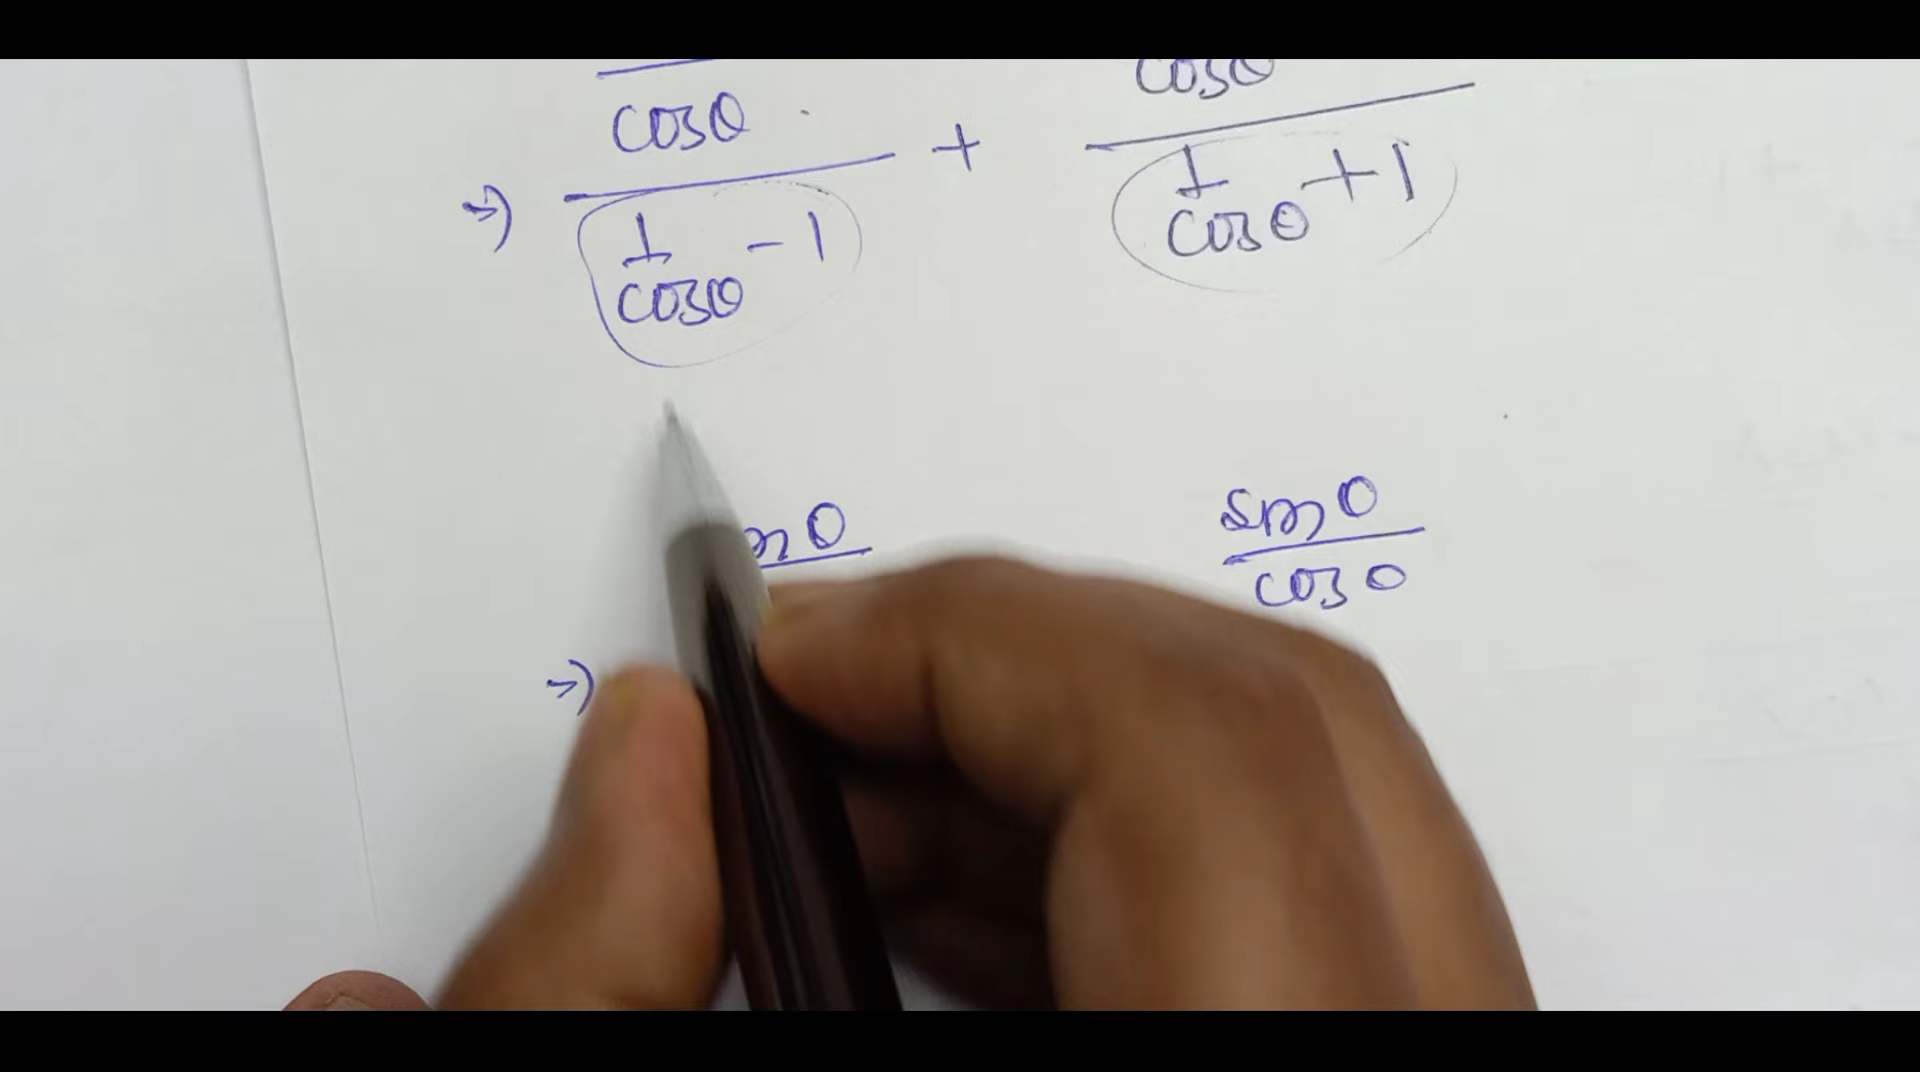 cosθ + cosθ
⇒) 1/cosθ - 1   1/cosθ + 1
sinθ
cosθ
⇒)